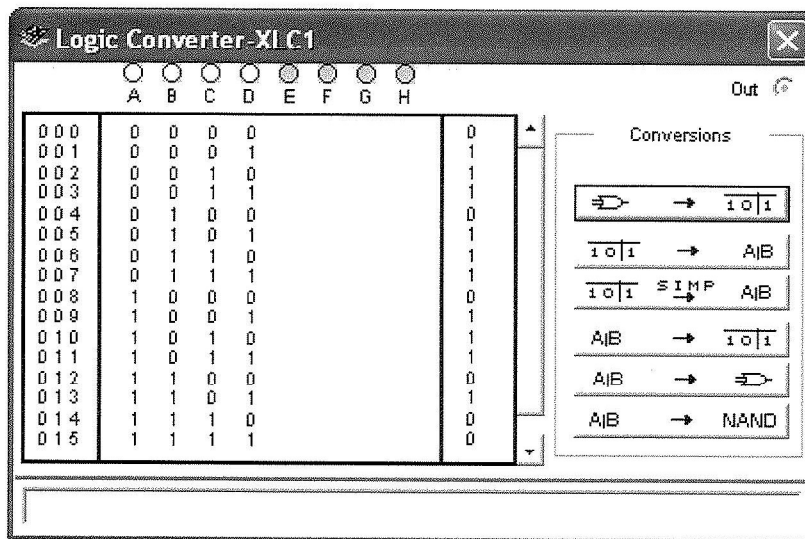 Logic Converter-XLC1
Out
A B C D E F G H
000 0 0 0 0 0
001 0 0 0 1 1
002 0 0 1 0 1
003 0 0 1 1 1
004 0 1 0 0 0
005 0 1 0 1 1
006 0 1 1 0 1
007 0 1 1 1 1
008 1 0 0 0 0
009 1 0 0 1 1
010 1 0 1 0 1
011 1 0 1 1 1
012 1 1 0 0 0
013 1 1 0 1 1
014 1 1 1 0 0
015 1 1 1 1 0
Conversions
→ 1 0|1
1 0|1 → A|B
1 0|1 SIMP → A|B
A|B → 1 0|1
A|B →
A|B → NAND